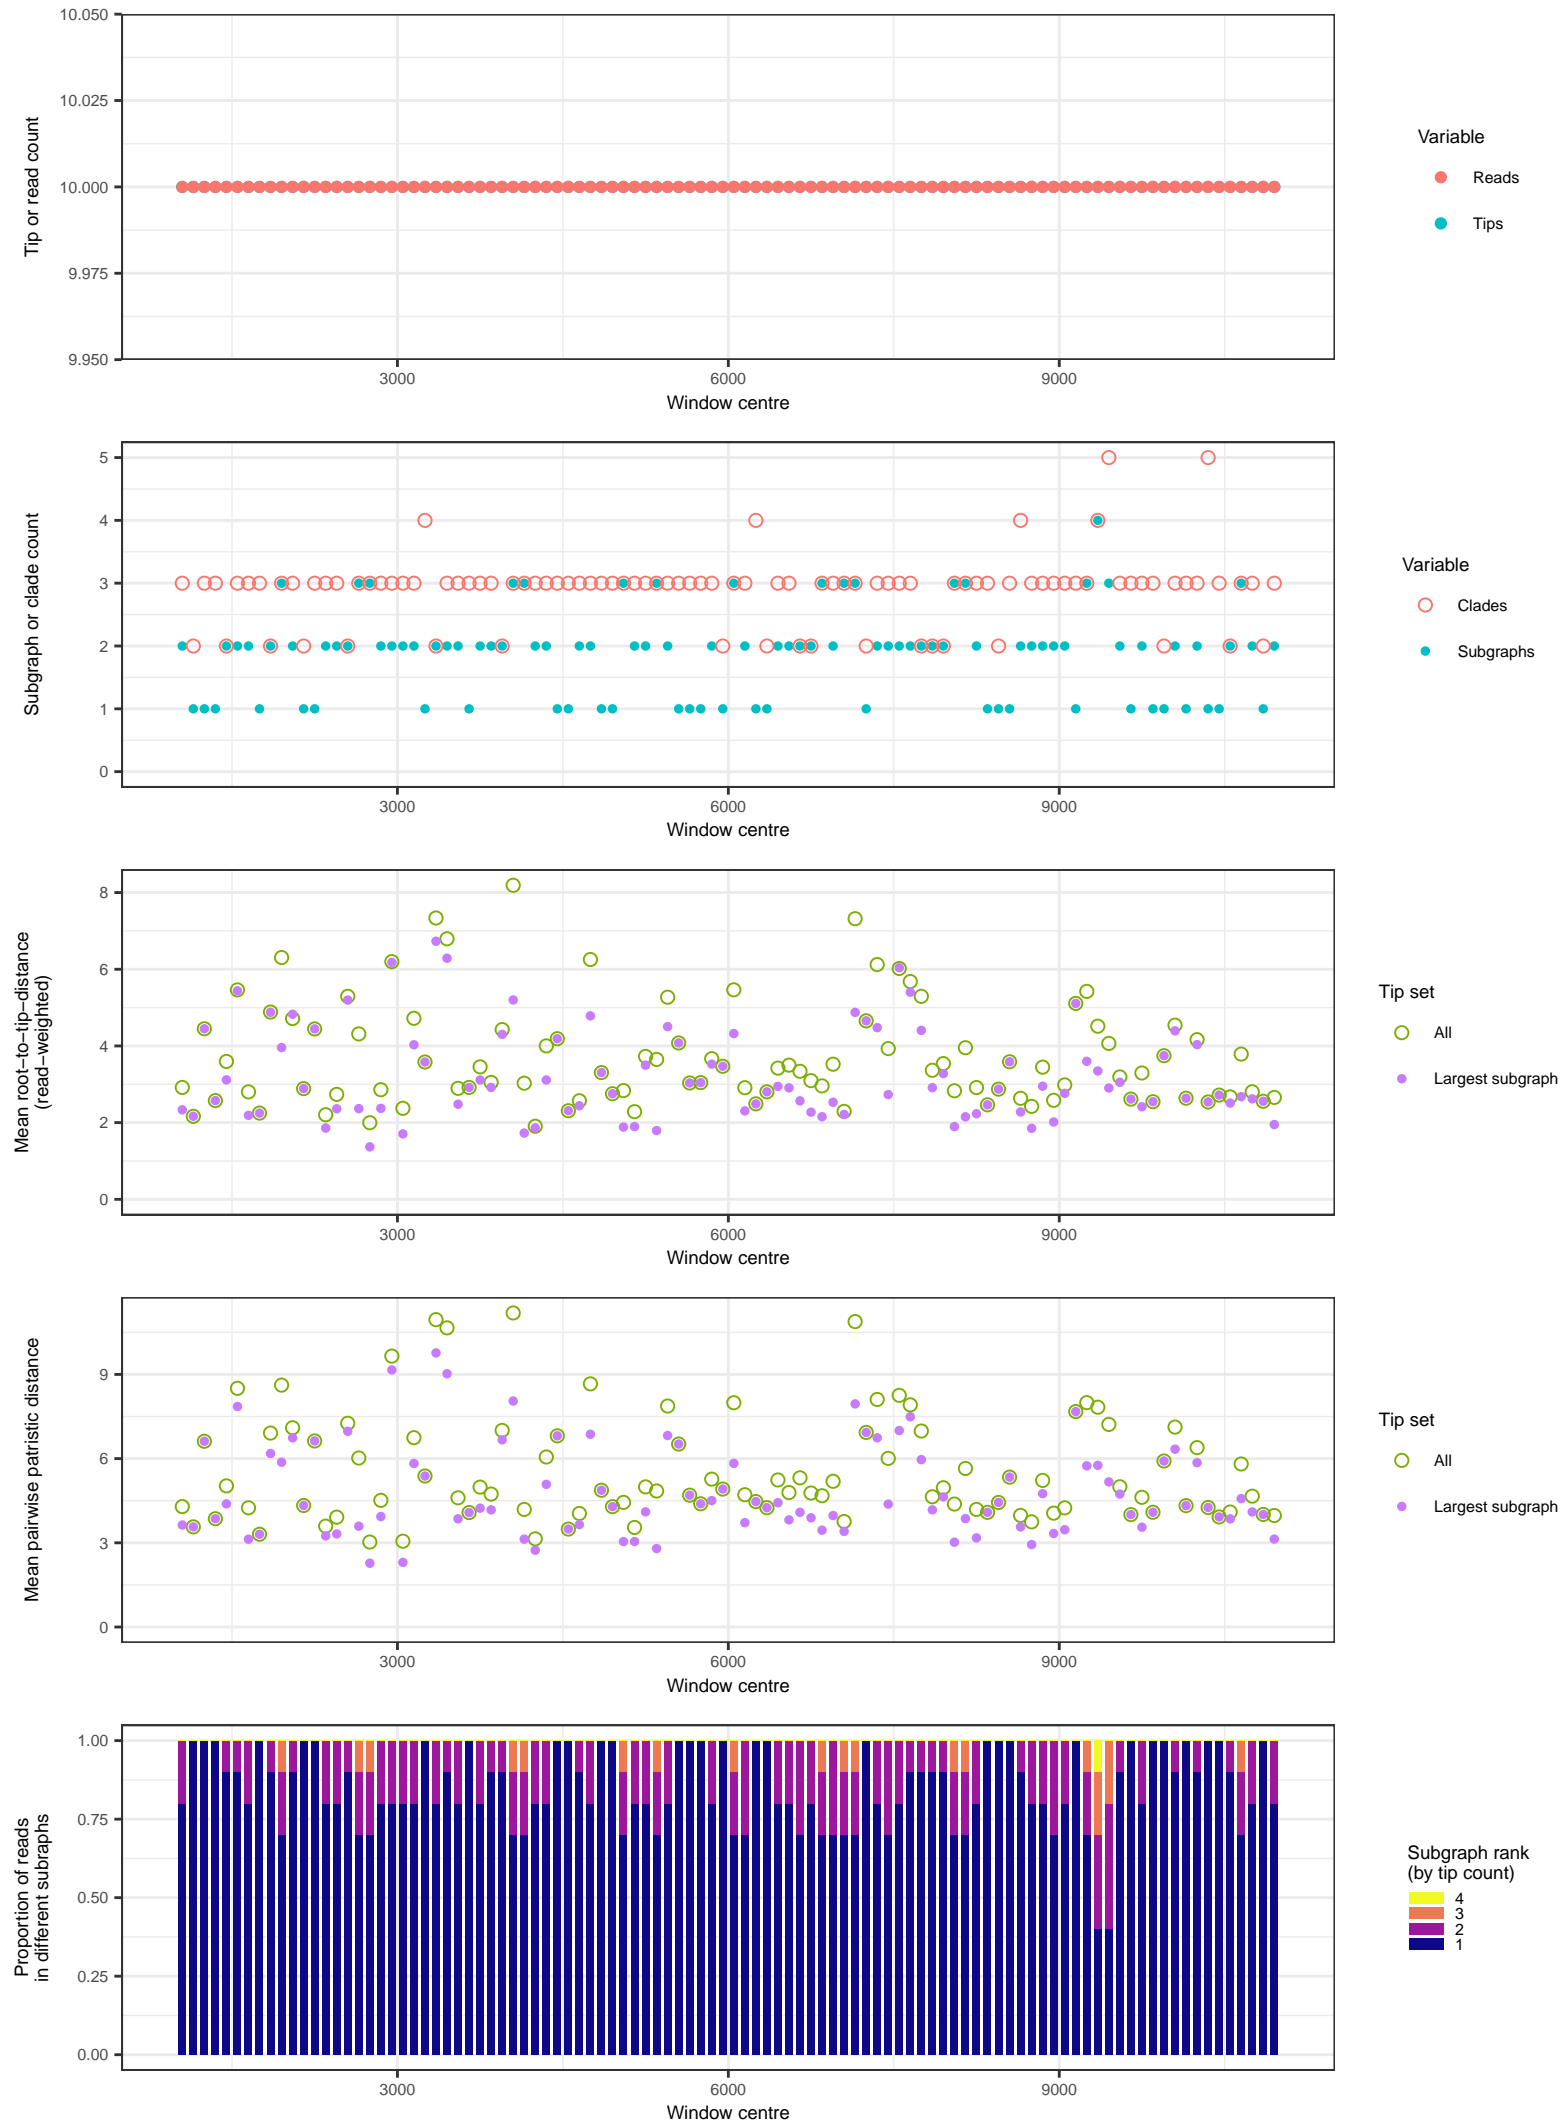 10.050
10.025
10.000
9.975
9.950
Tip or read count
3000 6000 9000
Window centre
Variable
Reads
Tips
5
4
3
2
1
0
Subgraph or clade count
3000 6000 9000
Window centre
Variable
Clades
Subgraphs
8
6
4
2
0
Mean root−to−tip−distance
(read−weighted)
3000 6000 9000
Window centre
Tip set
All
Largest subgraph
9
6
3
0
Mean pairwise patristic distance
3000 6000 9000
Window centre
Tip set
All
Largest subgraph
1.00
0.75
0.50
0.25
0.00
Proportion of reads
in different subraphs
3000 6000 9000
Window centre
Subgraph rank
(by tip count)
4
3
2
1